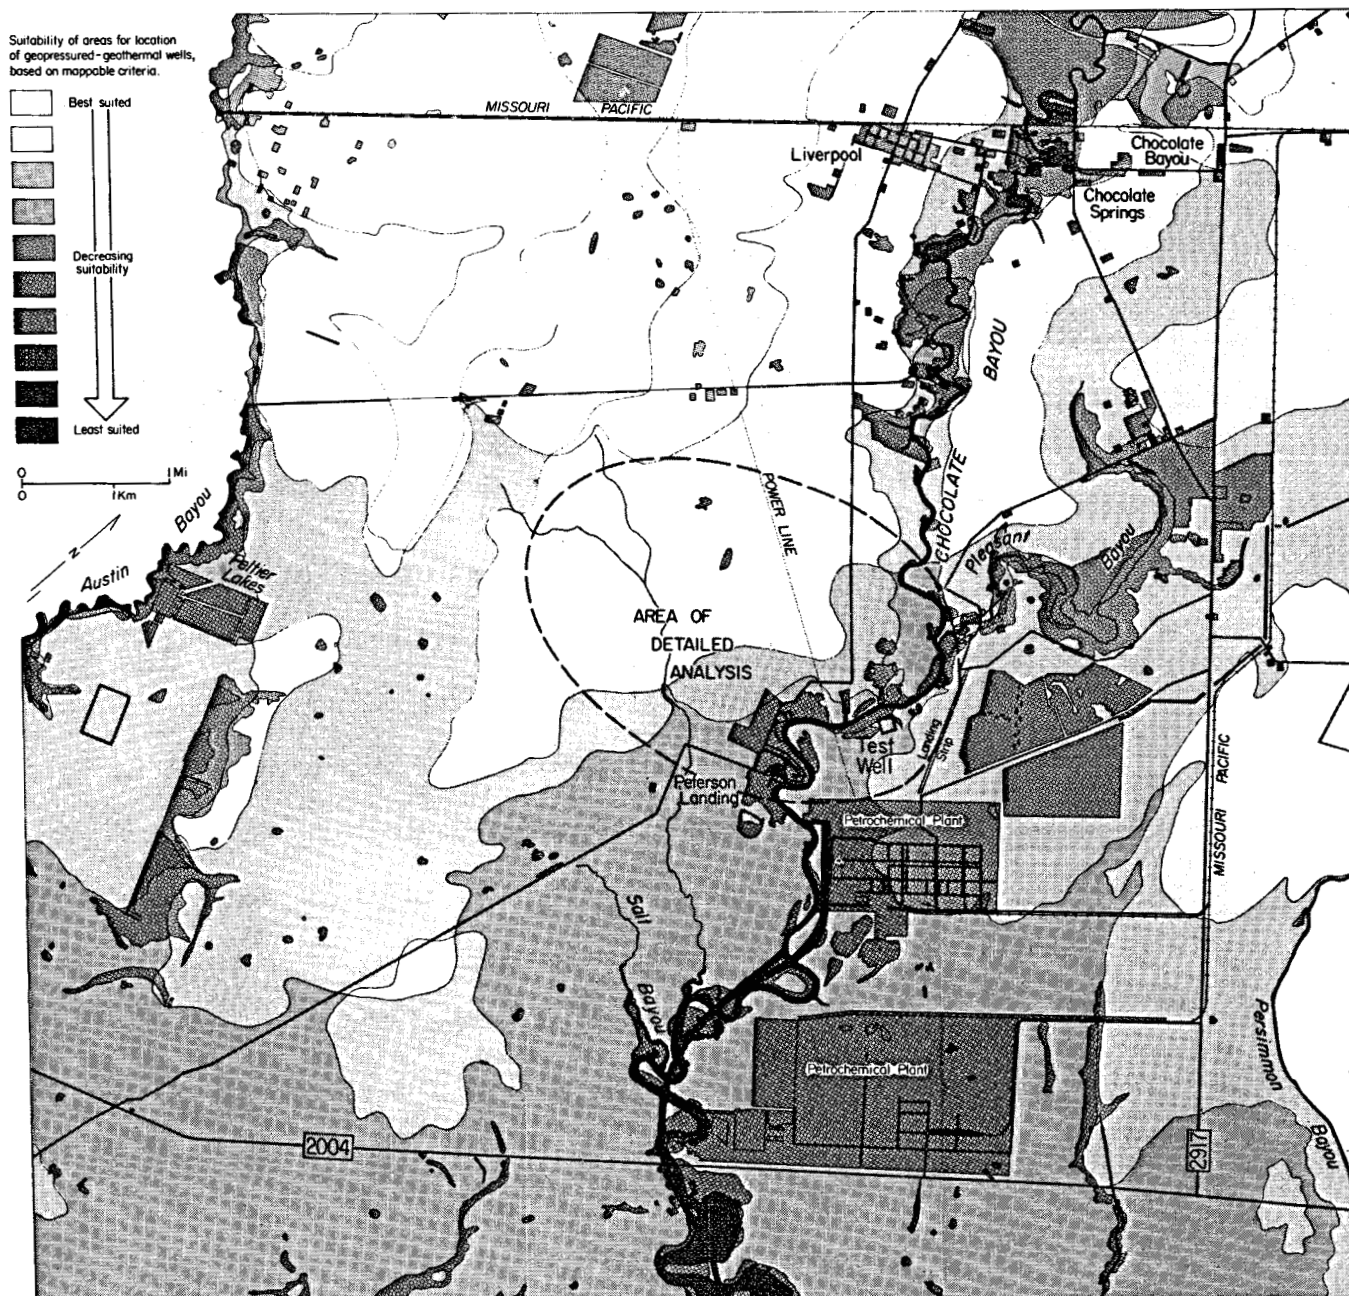 Suitability of areas for location
of geopressured-geothermal wells,
based on mappable criteria.
Best suited
Decreasing
suitability
Least suited
0
1 Mi
0
1 Km
N
MISSOURI PACIFIC
Liverpool
Chocolate
Bayou
Chocolate
Springs
BAYOU
CHOCOLATE
POWER LINE
Pleasant
Bayou
Bayou
Austin
Peltier
Lakes
AREA OF
DETAILED
ANALYSIS
Test
Well
Landing
Strip
Peterson
Landing
Petrochemical Plant
MISSOURI PACIFIC
Salt
Bayou
Petrochemical Plant
Persimmon
Bayou
2004
2917